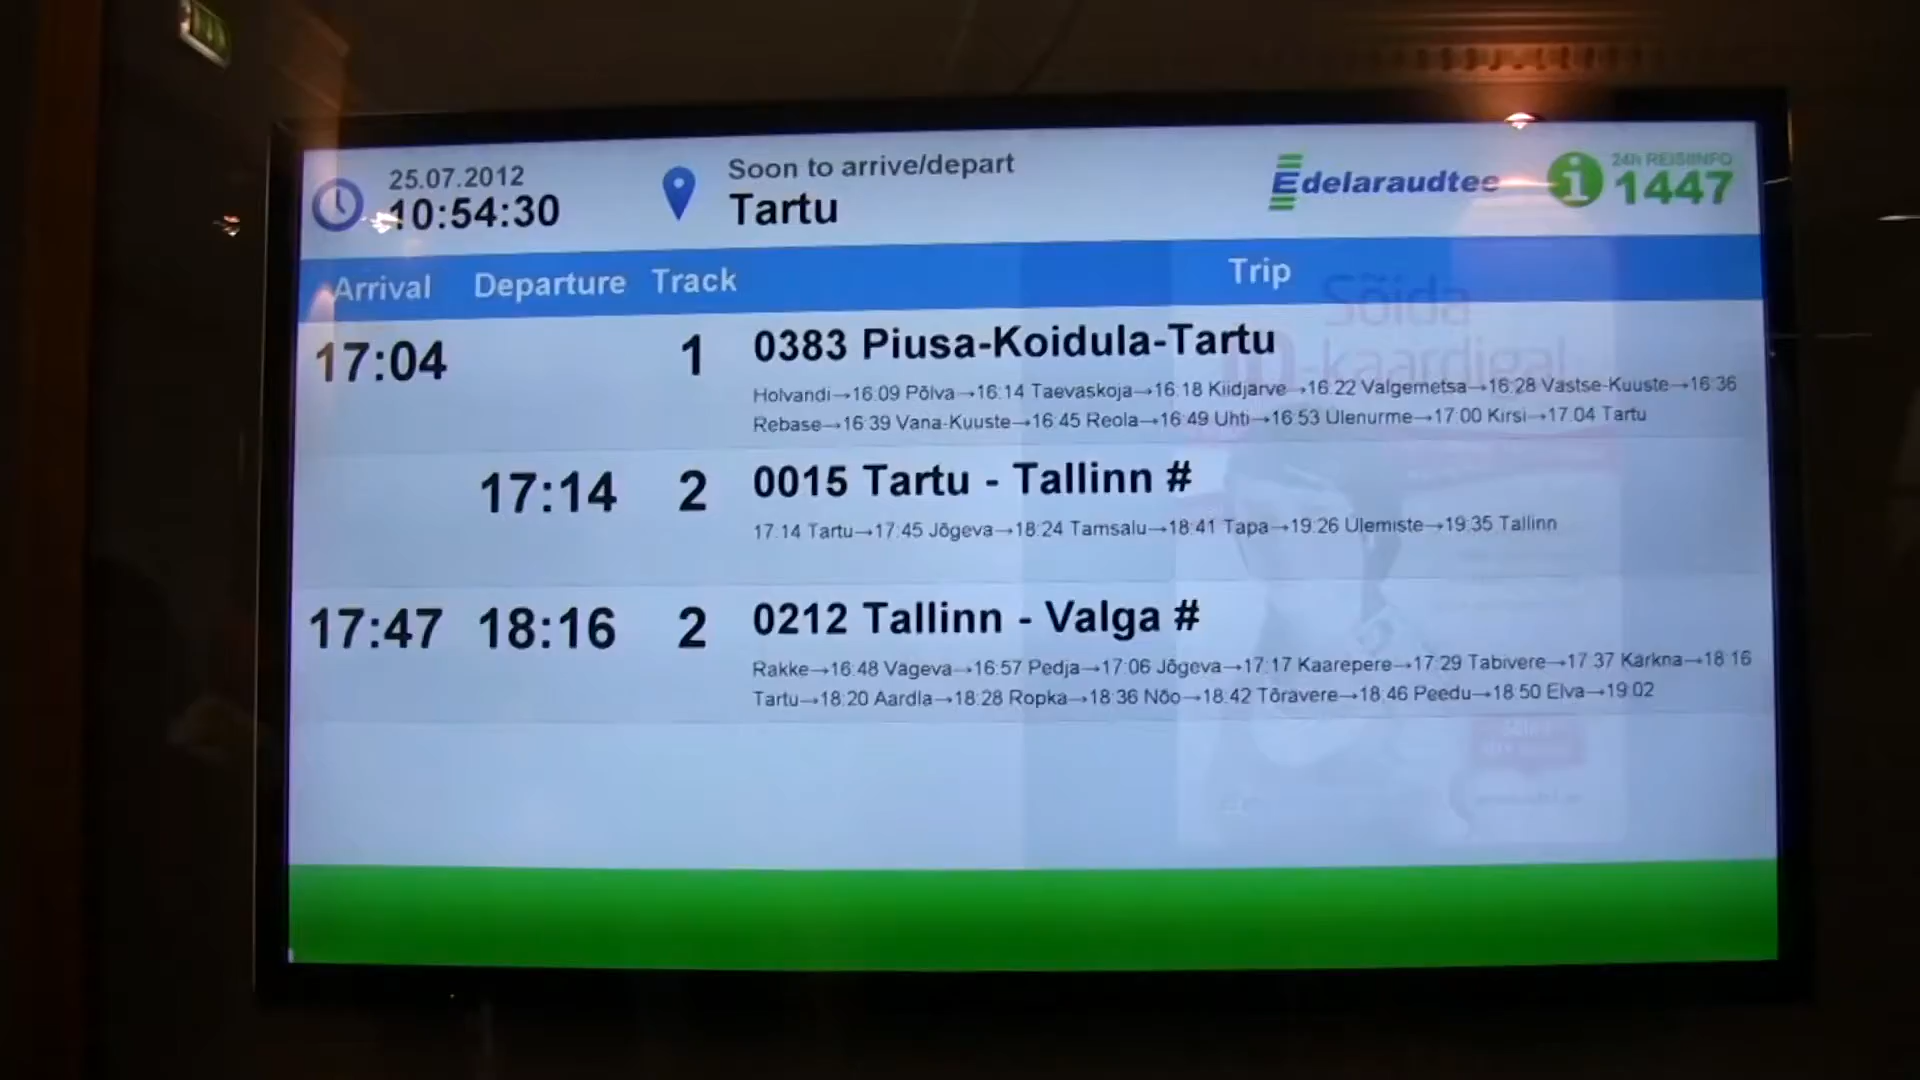 25.07.2012
10:54:30
Soon to arrive/depart
Tartu
Edelaraudtee
24h REISIINFO
1447
Arrival Departure Track Trip
17:04 1 0383 Piusa-Koidula-Tartu
Holvandi→16:09 Põlva→16:14 Taevaskoja→16:18 Kiidjärve→16:22 Valgemetsa→16:28 Vastse-Kuuste→16:36
Rebase→16:39 Vana-Kuuste→16:45 Reola→16:49 Uhti→16:53 Ülenurme→17:00 Kirsi→17:04 Tartu
17:14 2 0015 Tartu - Tallinn #
17:14 Tartu→17:45 Jõgeva→18:24 Tamsalu→18:41 Tapa→19:26 Ülemiste→19:35 Tallinn
17:47 18:16 2 0212 Tallinn - Valga #
Rakke→16:48 Vägeva→16:57 Pedja→17:06 Jõgeva→17:17 Kaarepere→17:29 Tabivere→17:37 Kärkna→18:16
Tartu→18:20 Aardla→18:28 Ropka→18:36 Nõo→18:42 Tõravere→18:46 Peedu→18:50 Elva→19:02
Sõida
ID-kaardiga!